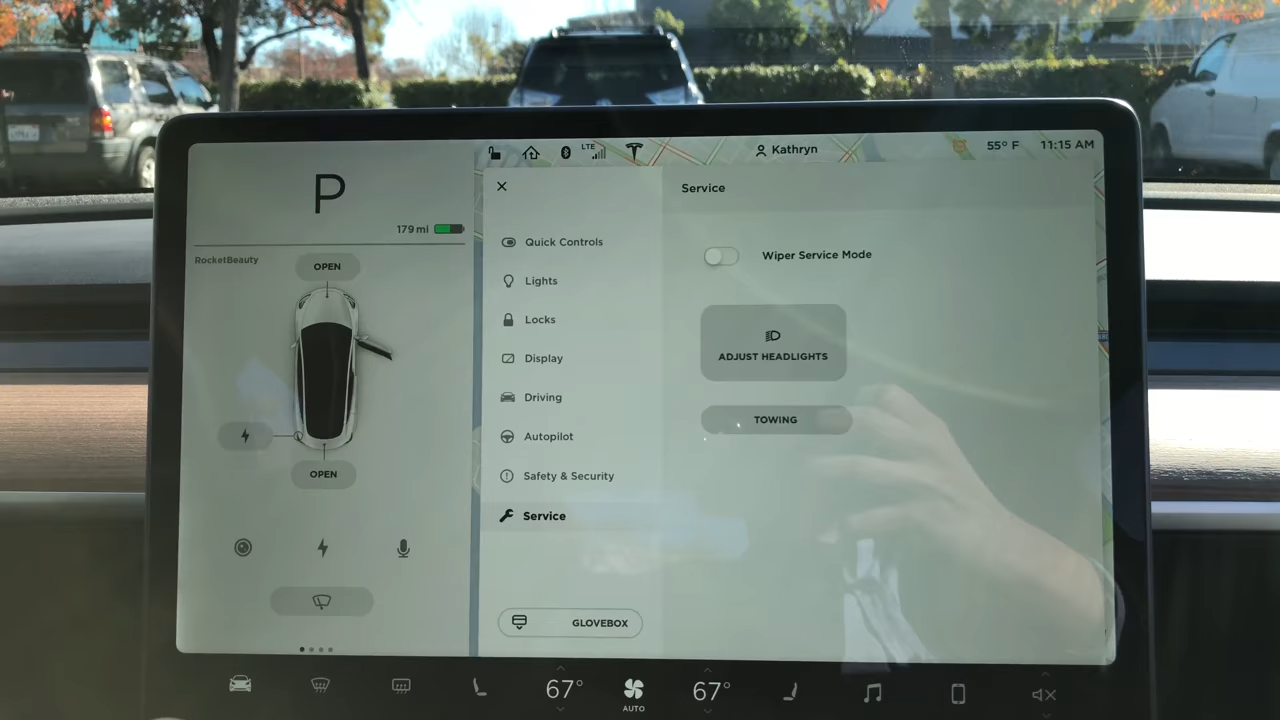 LTE
Kathryn
55° F
11:15 AM
P
179 mi
RocketBeauty
OPEN
OPEN
Quick Controls
Lights
Locks
Display
Driving
Autopilot
Safety & Security
Service
GLOVEBOX
Service
Wiper Service Mode
ADJUST HEADLIGHTS
TOWING
67°
AUTO
67°